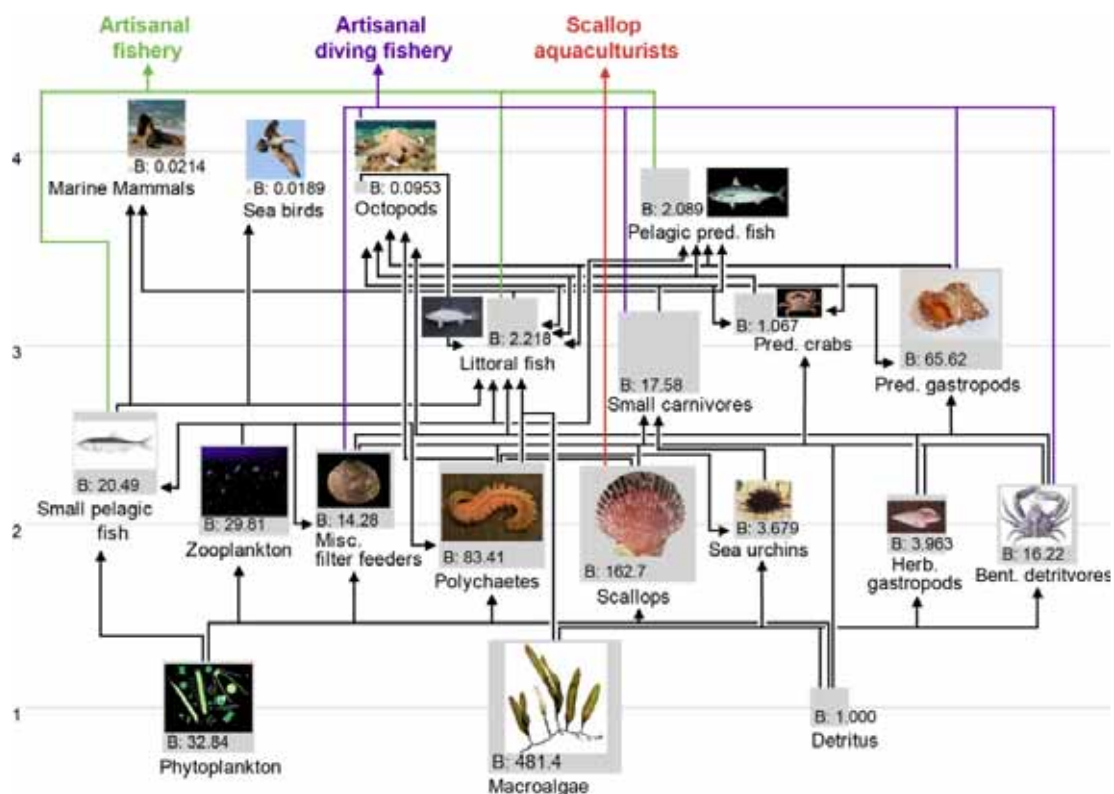 Artisanal
fishery
Artisanal
diving fishery
Scallop
aquaculturists
4
B: 0.0214
Marine Mammals
B: 0.0189
Sea birds
B: 0.0953
Octopods
B: 2.089
Pelagic pred. fish
3
B: 2.218
Littoral fish
B: 17.58
Small carnivores
B: 1.067
Pred. crabs
B: 65.62
Pred. gastropods
2
B: 20.49
Small pelagic
fish
B: 29.81
Zooplankton
B: 14.28
Misc.
filter feeders
B: 83.41
Polychaetes
B: 162.7
Scallops
B: 3.679
Sea urchins
B: 3.963
Herb.
gastropods
B: 16.22
Bent. detritvores
1
B: 32.84
Phytoplankton
B: 481.4
Macroalgae
B: 1.000
Detritus